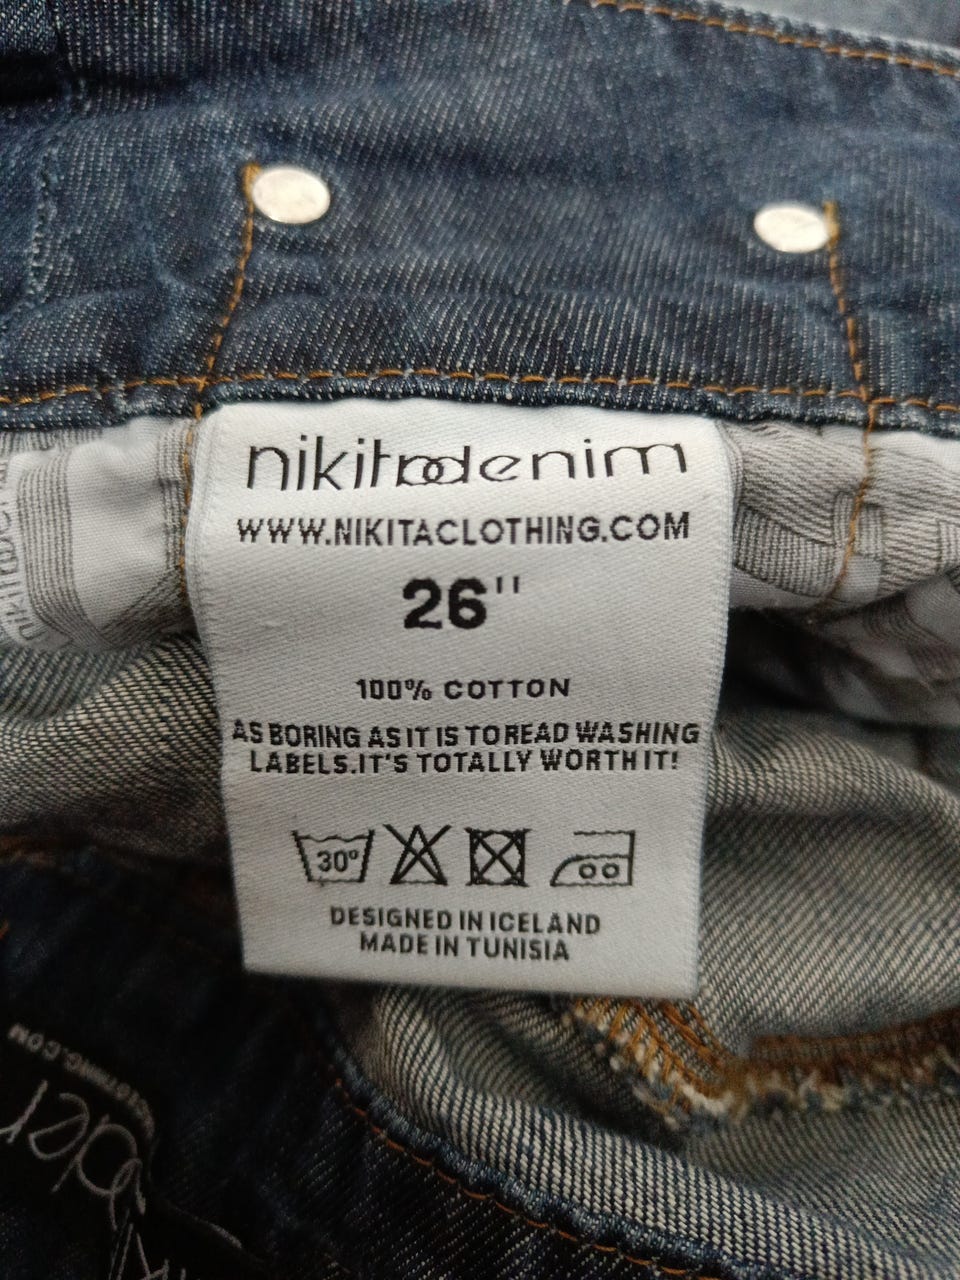 nikitadenim
WWW.NIKITACLOTHING.COM
26"
100% COTTON
AS BORING AS IT IS TO READ WASHING
LABELS.IT'S TOTALLY WORTH IT!
30°
DESIGNED IN ICELAND
MADE IN TUNISIA